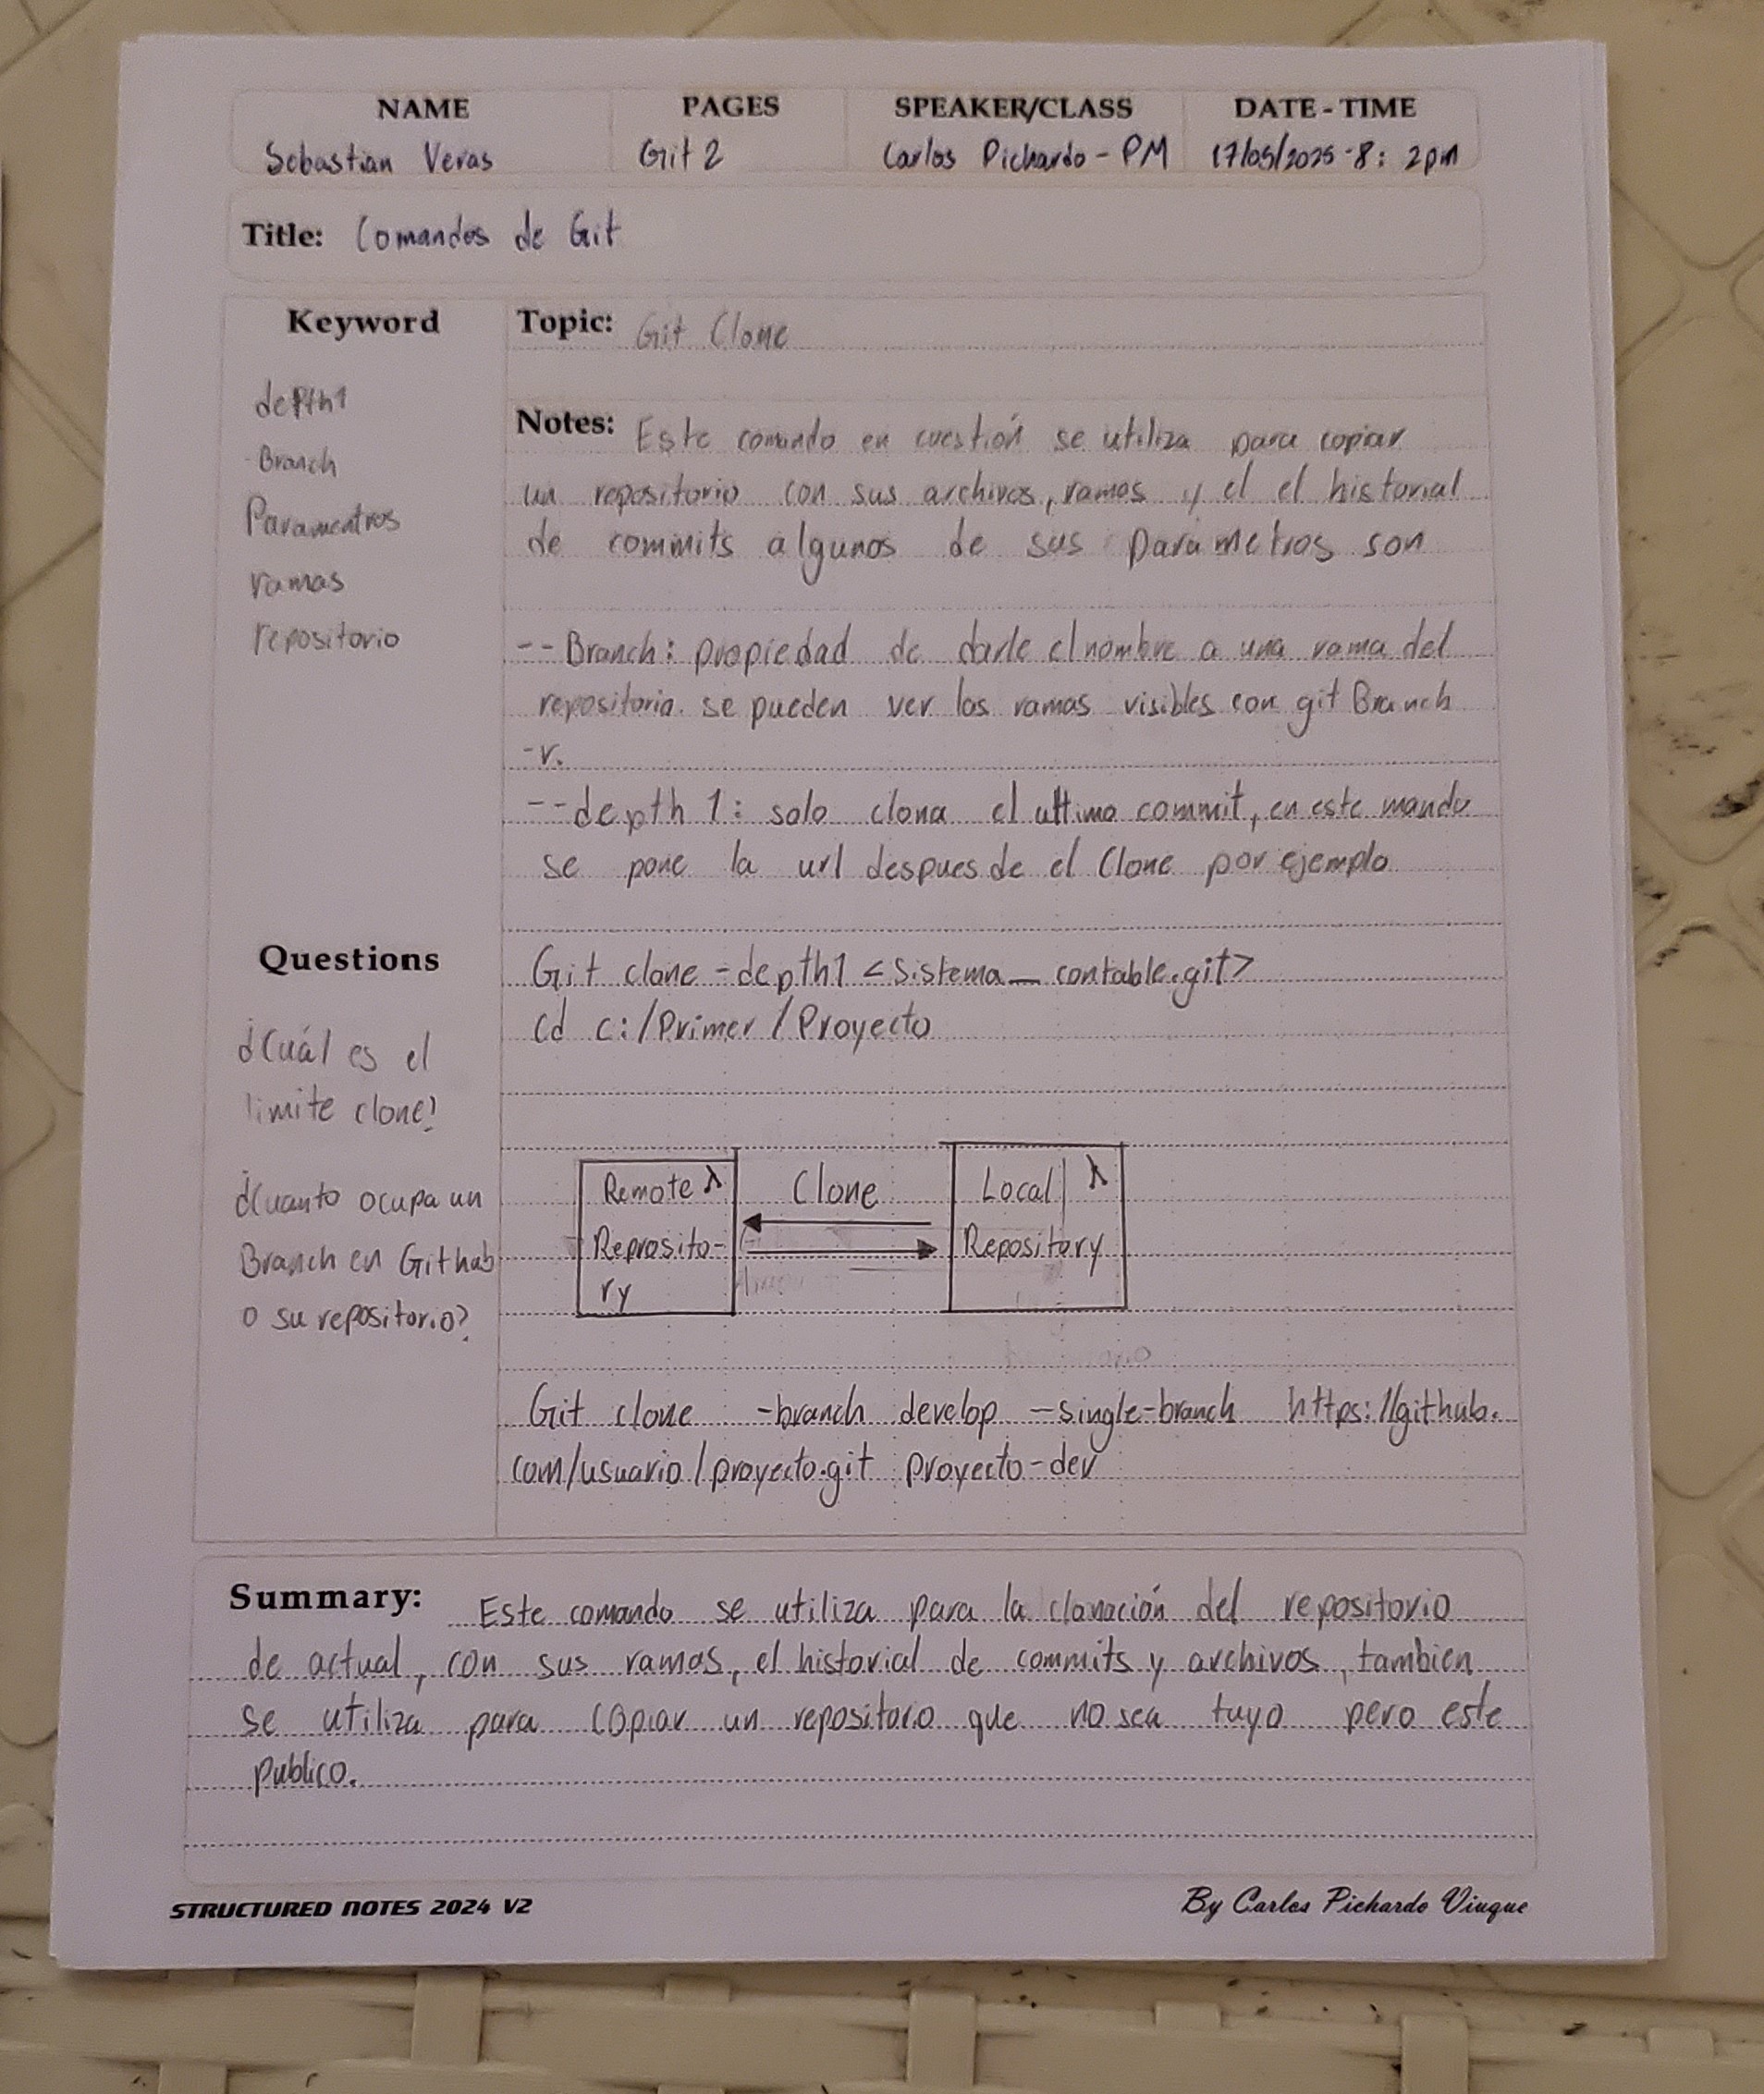 NAME PAGES SPEAKER/CLASS DATE-TIME
Sebastian Veras Git 2 Carlos Pichardo - PM 17/05/2025-8: 2pm
Title: Comandos de Git
Keyword
depth1
Branch
Paramentros
ramas
repositorio
Topic: Git Clone
Notes: Este comando en cuestión se utiliza para copiar
un repositorio con sus archivos, ramas y el el historial
de commits algunos de sus parametros son
--Branch: propiedad de darle el nombre a una rama del
repositorio. se pueden ver las ramas visibles con git Branch
-v.
--depth 1: solo clona el ultimo commit, en este mando
se pone la url despues de el Clone por ejemplo
Git clone -depth1 <sistema_contable.git>
cd c:/Primer/Proyecto
Questions
¿Cuál es el
limite clone?
¿Cuanto ocupa un
Branch en Githab
o su repositorio?
Remote λ Clone Local λ
Reprosito- Repository
ry
Git clone -branch develop -single-branch https://github.
com/usuario/proyecto.git proyecto-dev
Summary: Este comando se utiliza para la clonación del repositorio
de actual, con sus ramas, el historial de commits y archivos, tambien
se utiliza para copiar un repositoro que no sea tuyo pero este
publico.
STRUCTURED NOTES 2024 V2 By Carlos Pichardo Viuque